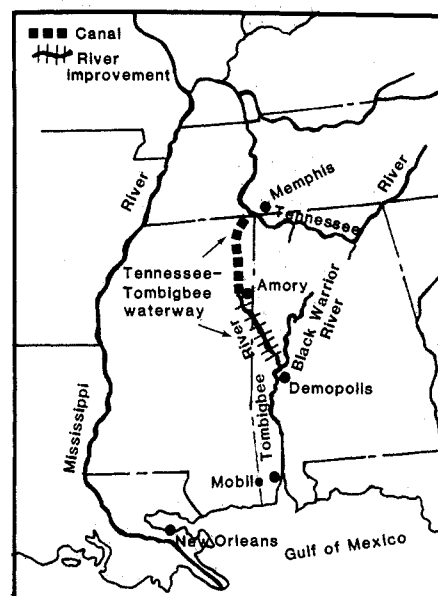 Canal
River
improvement
Memphis
River
River
Tennessee
Tennessee-
Tombigbee
waterway
Amory
River
Black Warrior
River
Demopolis
Tombigbee
Mississippi
Mobil
New Orleans
Gulf of Mexico